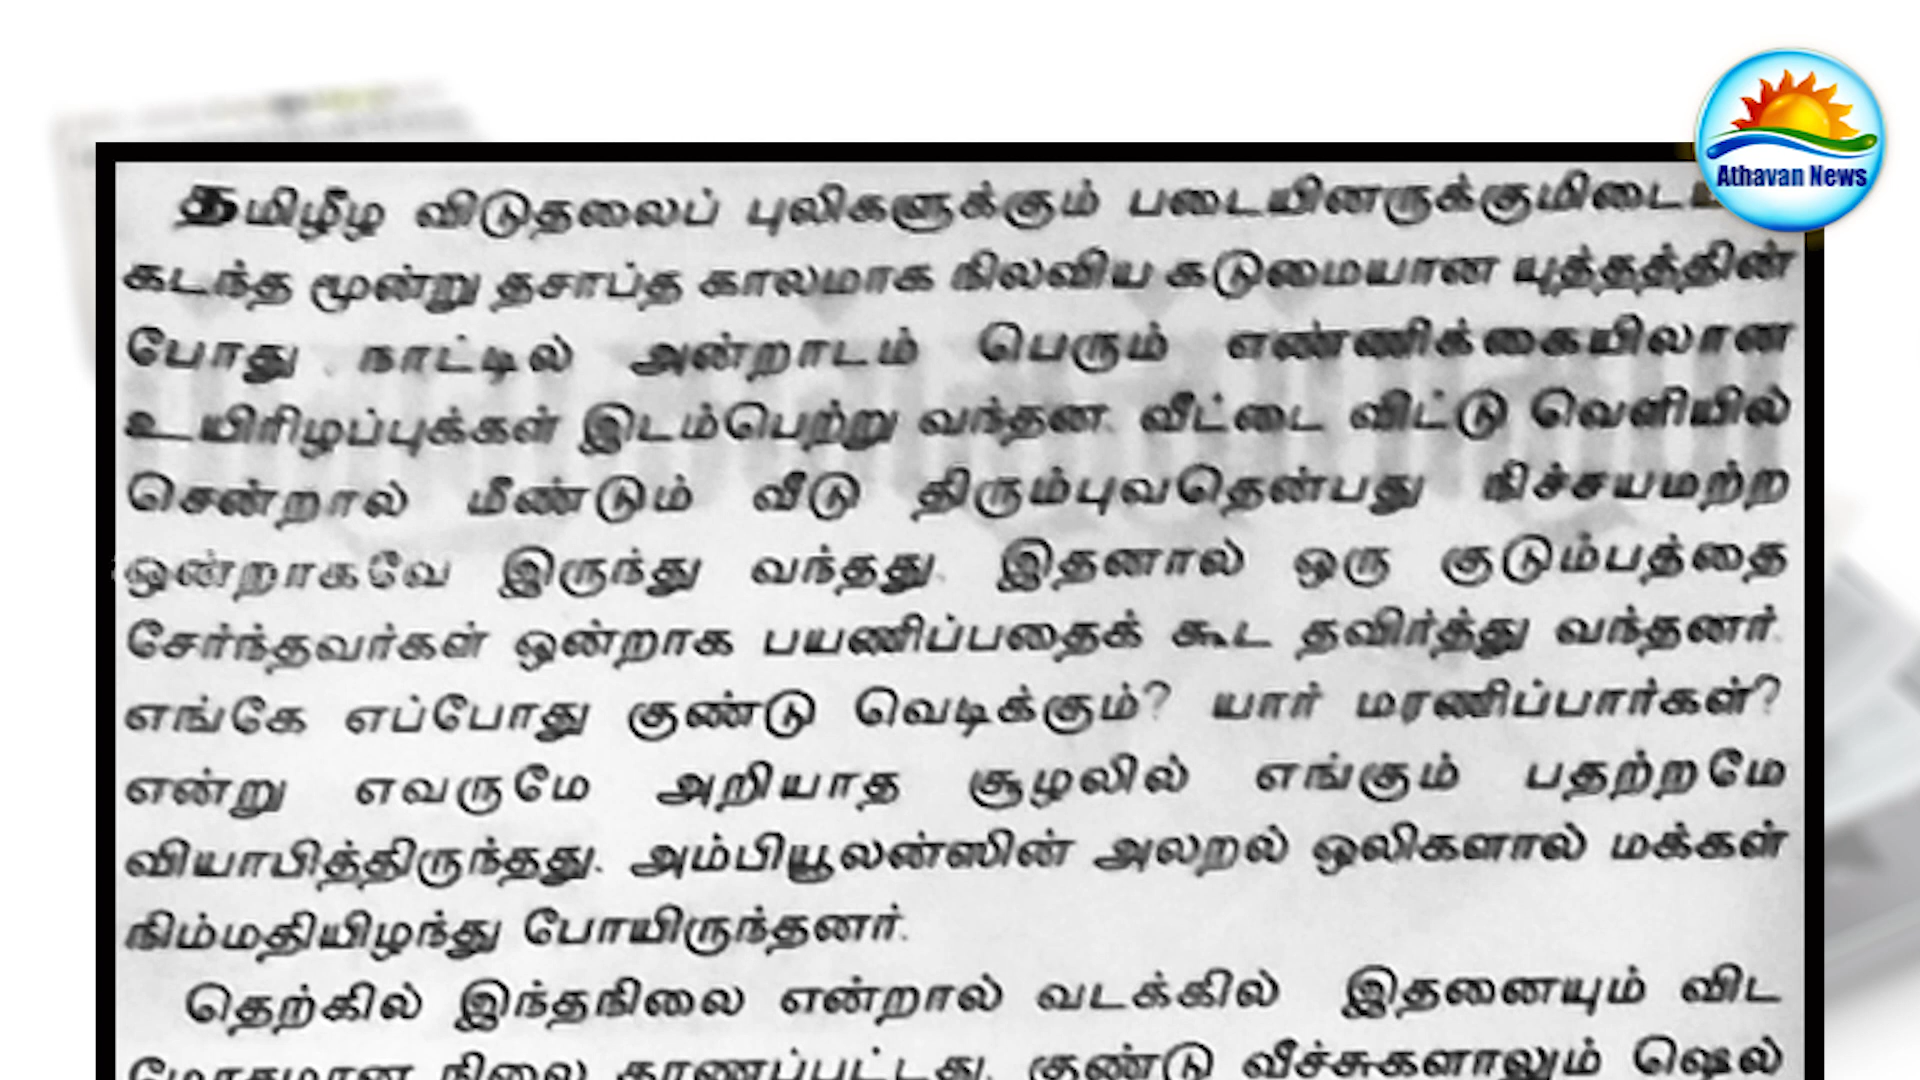 Athavan News
தமிழீழ விடுதலைப் புலிகளுக்கும்
கடந்த மூன்று தசாப்த காலமாக நிலவிய கடுமையான யுத்தத்தின்
போது நாட்டில் அன்றாடம் பெரும் எண்ணிக்கையிலான
உயிரிழப்புக்கள் இடம்பெற்று வந்தன. வீட்டை விட்டு வெளியில்
சென்றால் மீண்டும் வீடு திரும்புவதென்பது நிச்சயமற்ற
ஒன்றாகவே இருந்து வந்தது. இதனால் ஒரு குடும்பத்தை
சேர்ந்தவர்கள் ஒன்றாக பயணிப்பதைக் கூட தவிர்த்து வந்தனர்.
எங்கே எப்போது குண்டு வெடிக்கும்? யார் மரணிப்பார்கள்?
என்று எவருமே அறியாத சூழலில் எங்கும் பதற்றமே
வியாபித்திருந்தது. அம்பியூலன்ஸின் அலறல் ஒலிகளால் மக்கள்
நிம்மதியிழந்து போயிருந்தனர்.
தெற்கில் இந்தநிலை என்றால் வடக்கில் இதனையும் விட
மோசமான நிலை காணப்பட்டது. குண்டு வீச்சுகளாலும் ஷெல்